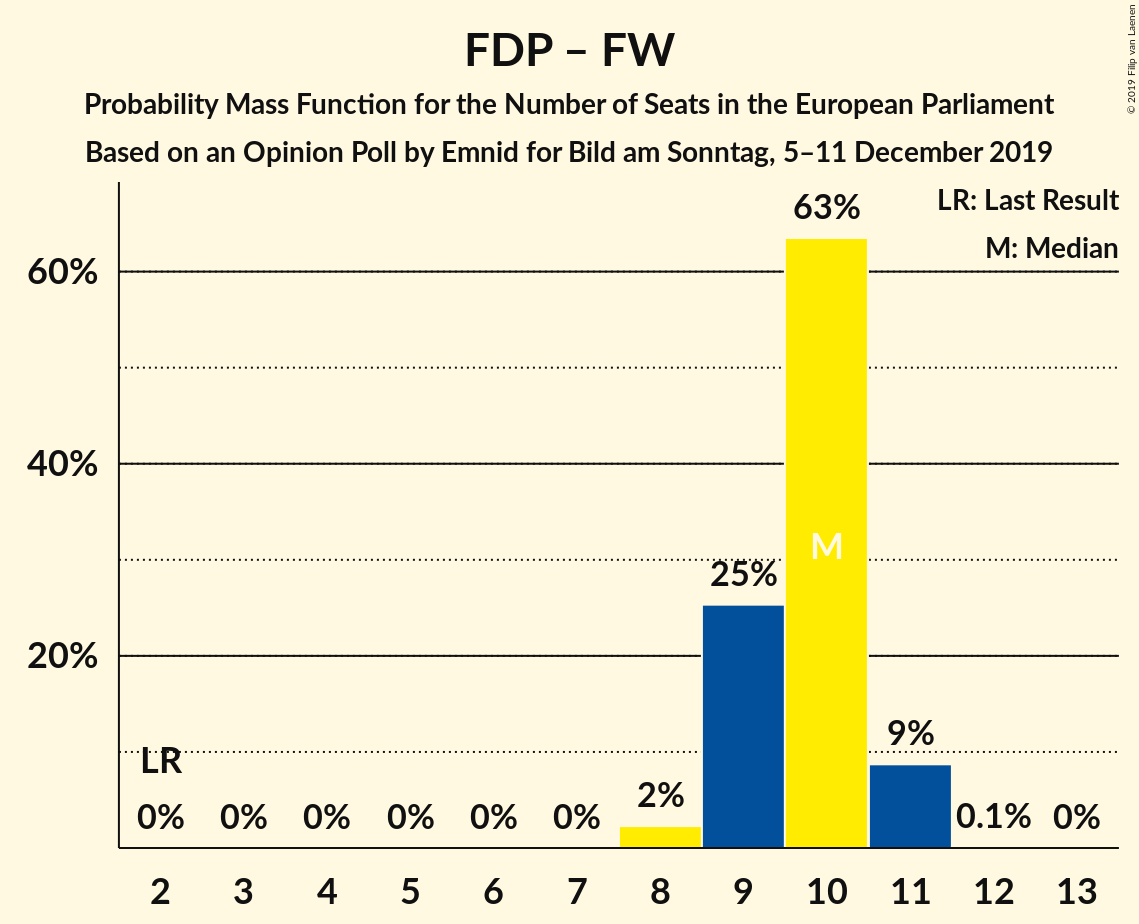 FDP – FW
Probability Mass Function for the Number of Seats in the European Parliament
Based on an Opinion Poll by Emnid for Bild am Sonntag, 5–11 December 2019
© 2019 Filip van Laenen
LR: Last Result
M: Median
63%
60%
40%
M
25%
20%
9%
LR
2%
0% 0% 0% 0% 0% 0% 0.1% 0%
2 3 4 5 6 7 8 9 10 11 12 13